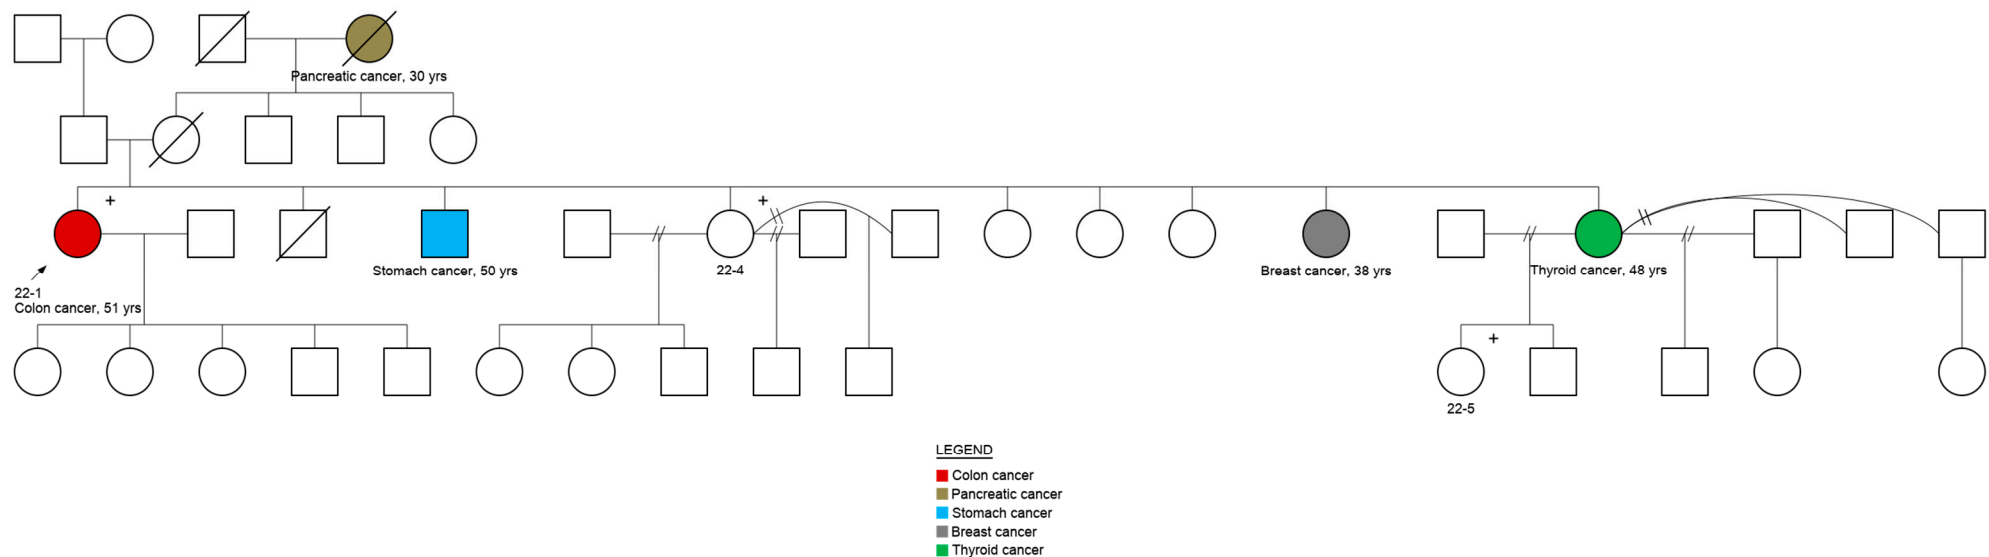 Pancreatic cancer, 30 yrs
+
+
22-4
Stomach cancer, 50 yrs
Breast cancer, 38 yrs
Thyroid cancer, 48 yrs
22-1
Colon cancer, 51 yrs
+
22-5
LEGEND
Colon cancer
Pancreatic cancer
Stomach cancer
Breast cancer
Thyroid cancer